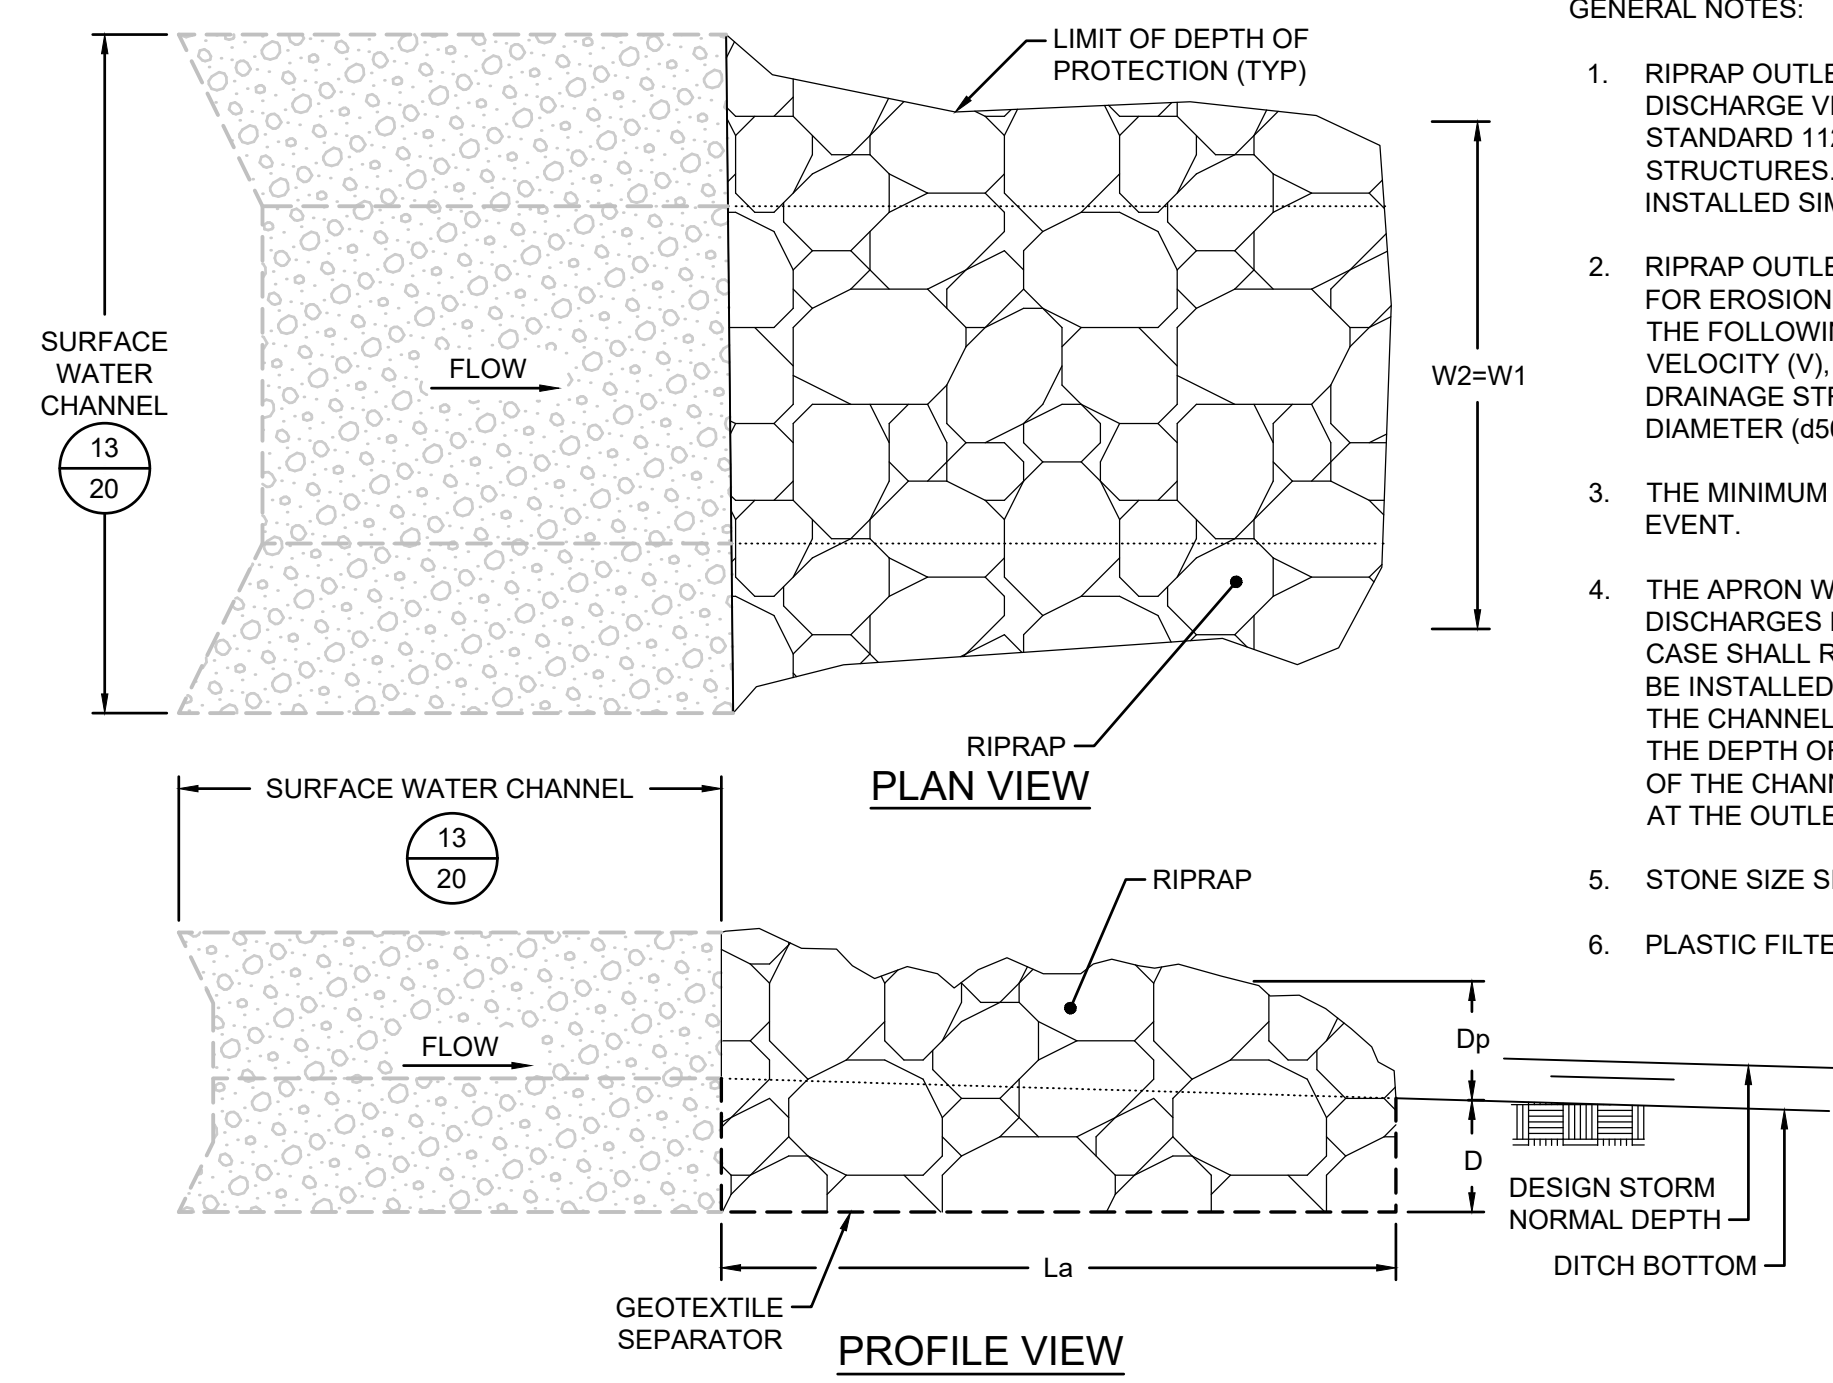 LIMIT OF DEPTH OF
PROTECTION (TYP)
SURFACE
WATER
CHANNEL
13
20
FLOW
W2=W1
RIPRAP
PLAN VIEW
SURFACE WATER CHANNEL
13
20
RIPRAP
FLOW
Dp
D
DESIGN STORM
NORMAL DEPTH
DITCH BOTTOM
La
GEOTEXTILE
SEPARATOR
PROFILE VIEW
GENERAL NOTES:
1. RIPRAP OUTLE
DISCHARGE VE
STANDARD 112
STRUCTURES.
INSTALLED SIM
2. RIPRAP OUTLE
FOR EROSION
THE FOLLOWIN
VELOCITY (V),
DRAINAGE STR
DIAMETER (d50
3. THE MINIMUM
EVENT.
4. THE APRON W
DISCHARGES
CASE SHALL R
BE INSTALLED
THE CHANNEL
THE DEPTH OF
OF THE CHANN
AT THE OUTLE
5. STONE SIZE S
6. PLASTIC FILTE